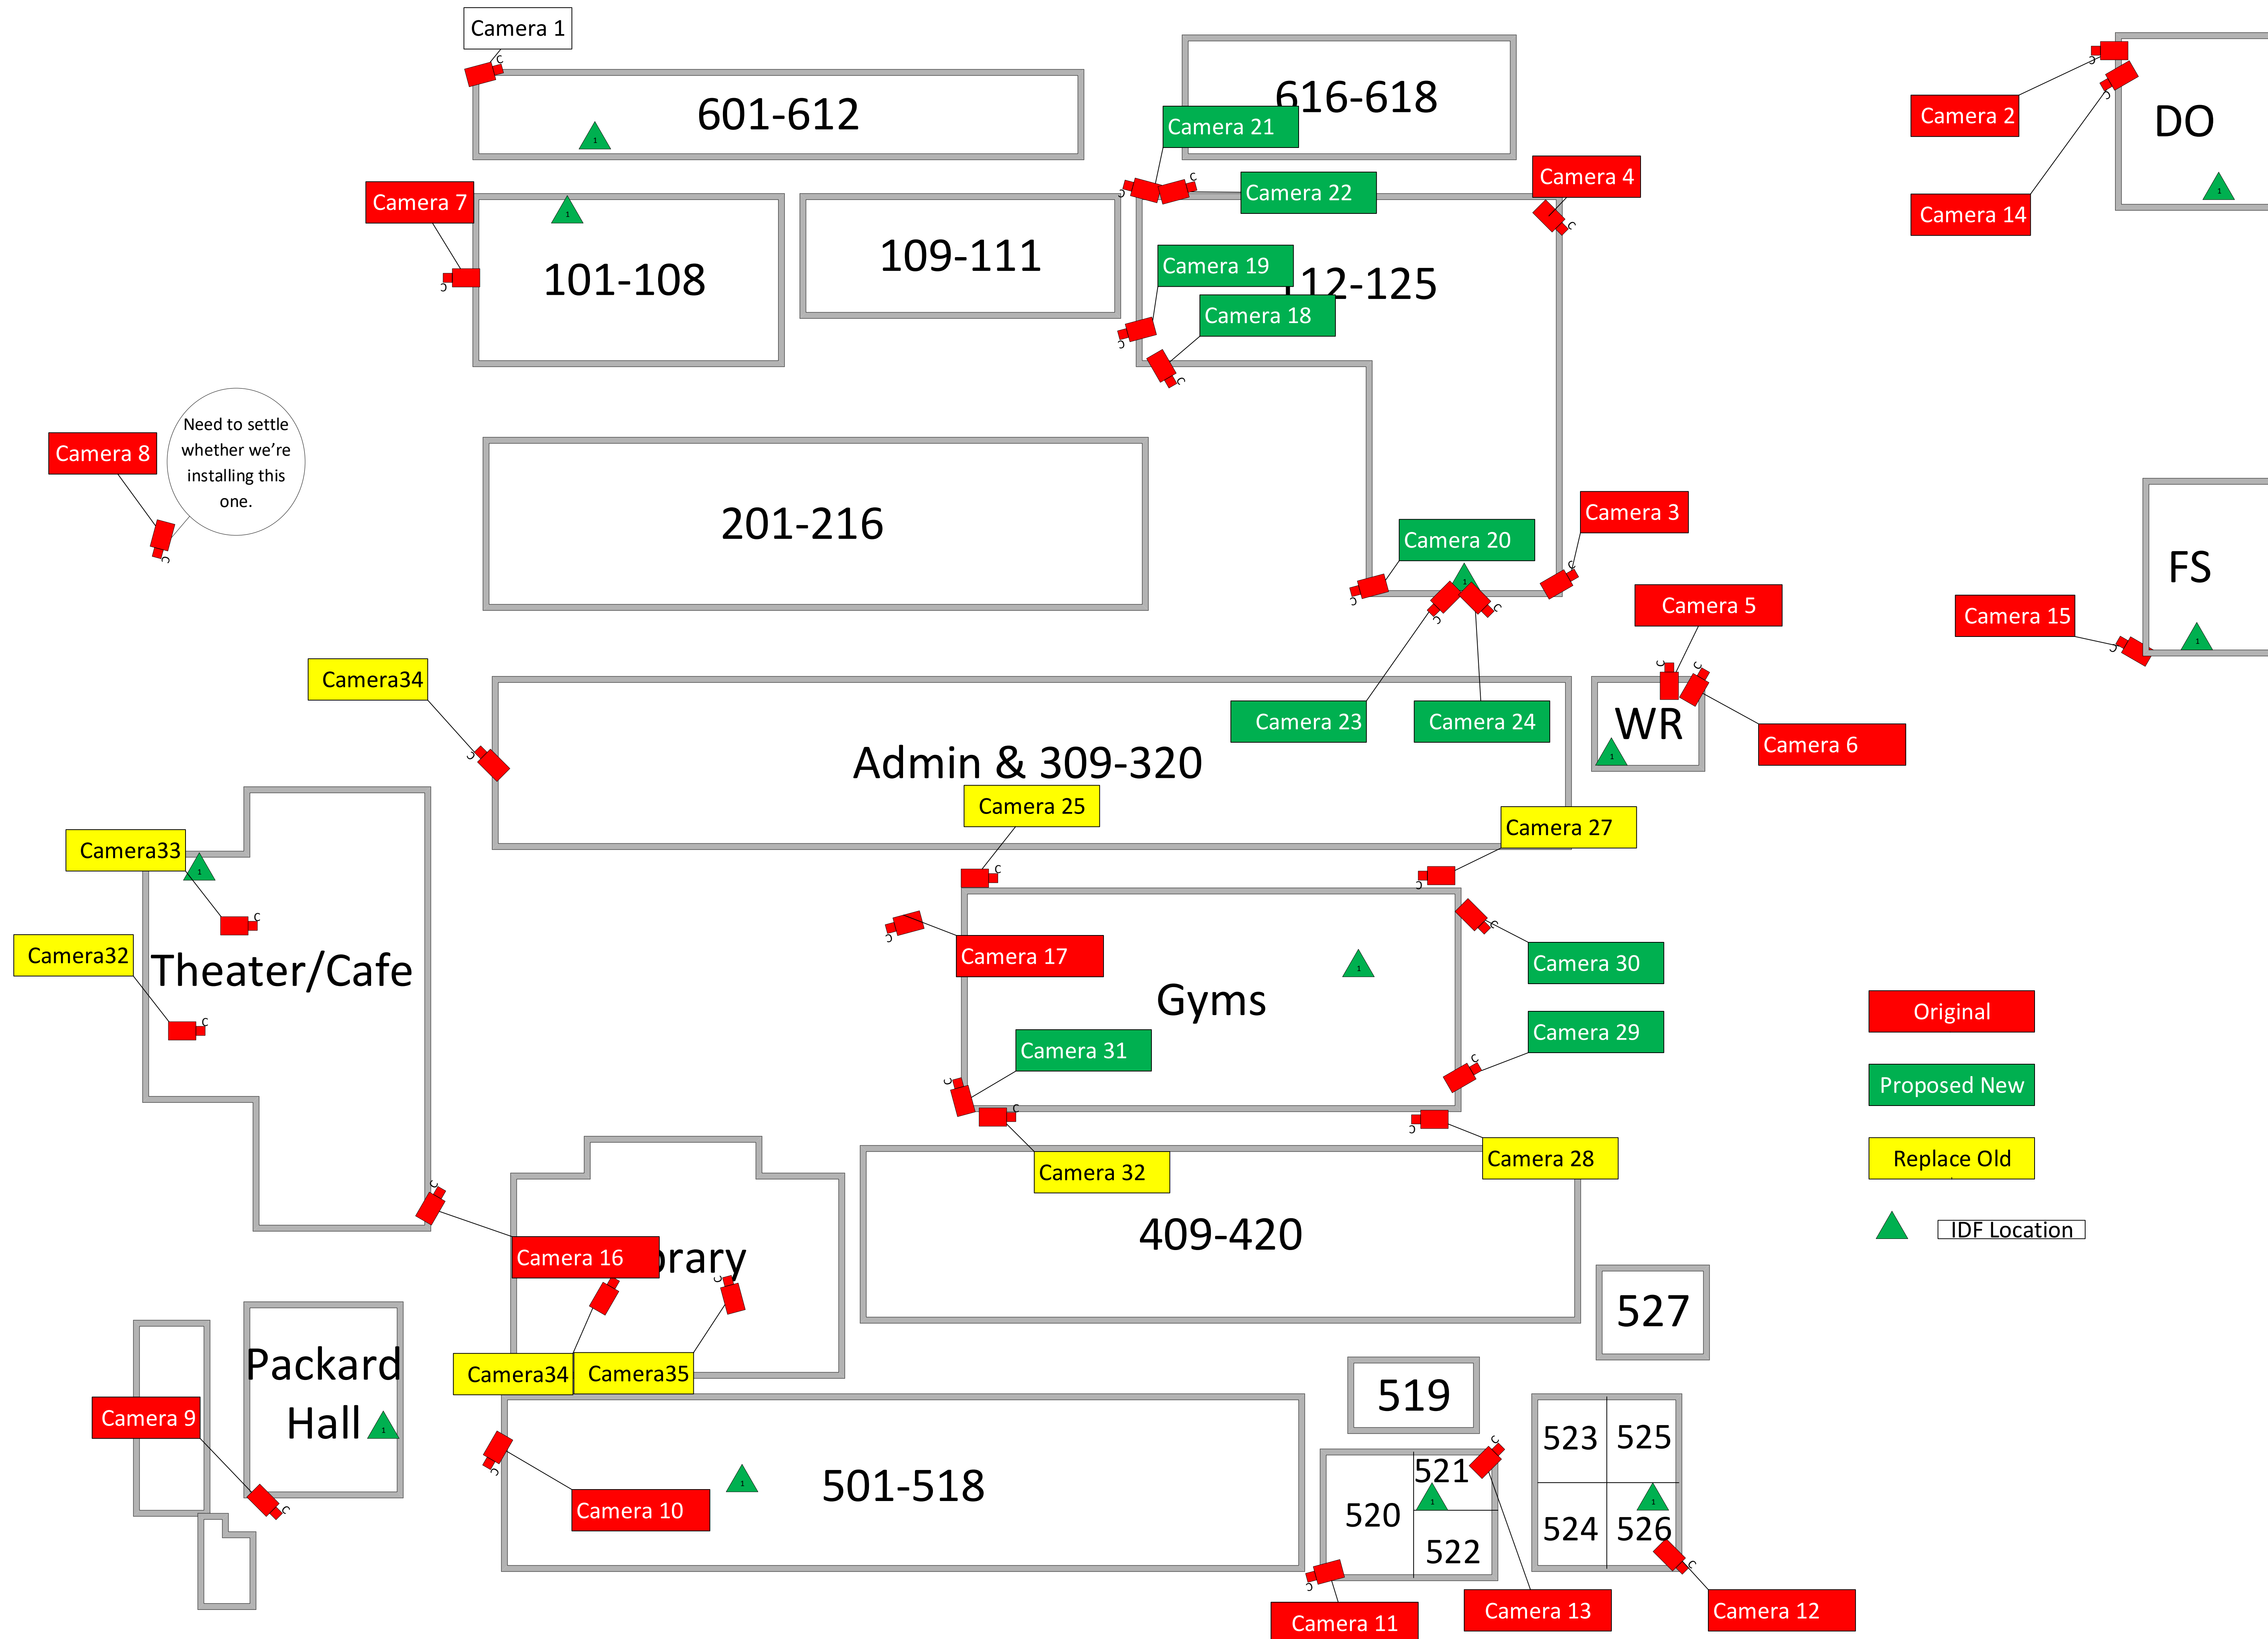 Camera 1
601-612
616-618
Camera 21
Camera 2
DO
Camera 14
Camera 7
Camera 22
Camera 4
101-108
109-111
Camera 19
12-125
Camera 18
Camera 8
Need to settle
whether we're
installing this
one.
201-216
Camera 20
Camera 3
Camera 5
FS
Camera 15
Camera34
Camera 23
Camera 24
WR
Camera 6
Admin & 309-320
Camera 25
Camera 27
Camera33
Camera32
Theater/Cafe
Camera 17
Gyms
Camera 30
Camera 29
Camera 31
Original
Proposed New
Replace Old
IDF Location
Camera 32
Camera 28
Camera 16
brary
409-420
527
Packard
Hall
Camera34
Camera35
519
Camera 9
523
525
524
526
501-518
Camera 10
520
521
522
Camera 11
Camera 13
Camera 12